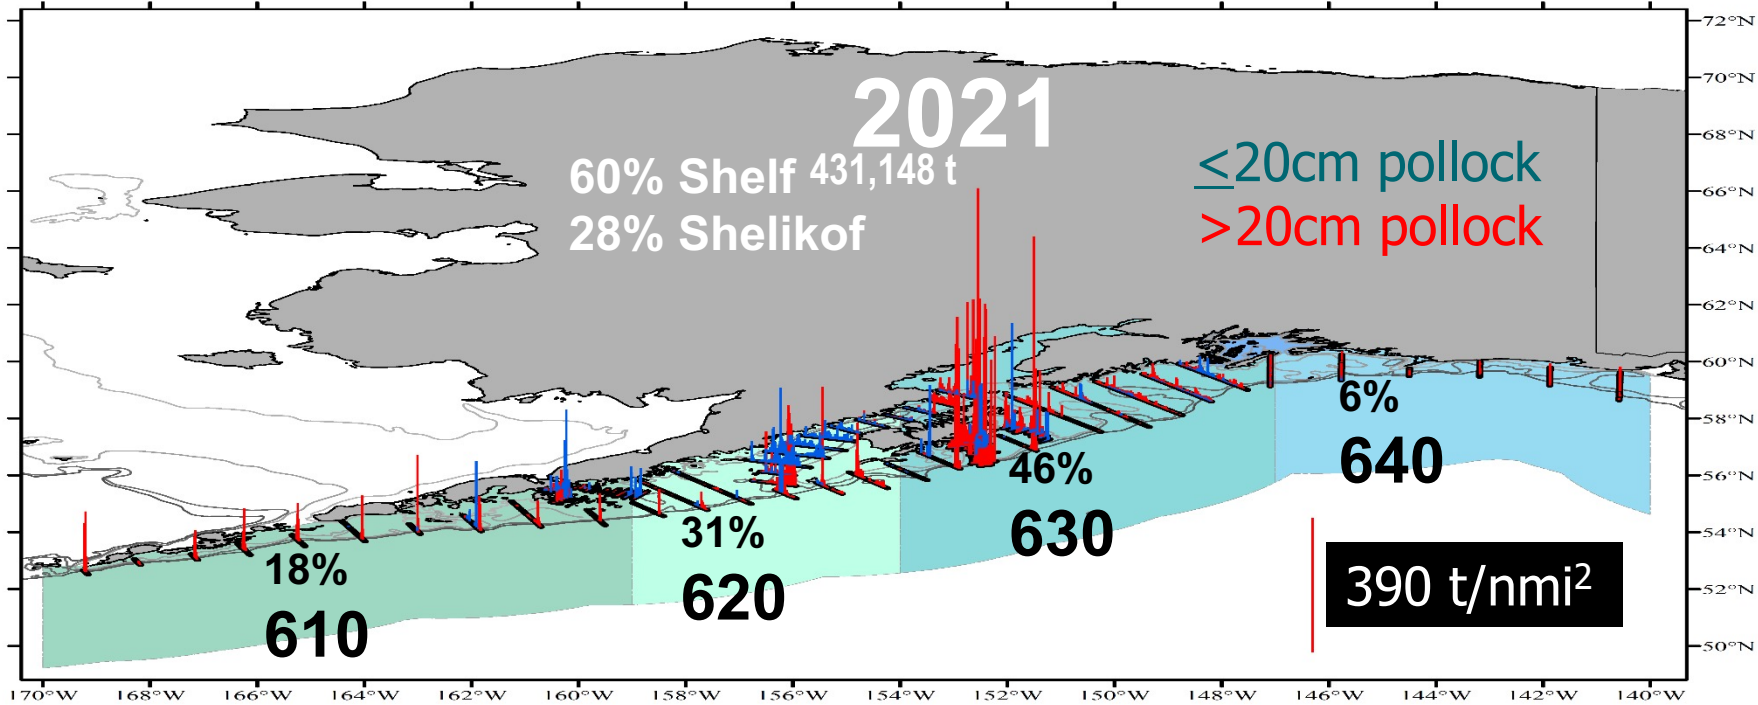 2021
60% Shelf 431,148 t
28% Shelikof
<20cm pollock
>20cm pollock
72°N
70°N
68°N
66°N
64°N
62°N
60°N
58°N
56°N
54°N
52°N
50°N
6%
640
46%
630
31%
620
18%
610
390 t/nmi²
170°W 168°W 166°W 164°W 162°W 160°W 158°W 156°W 154°W 152°W 150°W 148°W 146°W 144°W 142°W 140°W